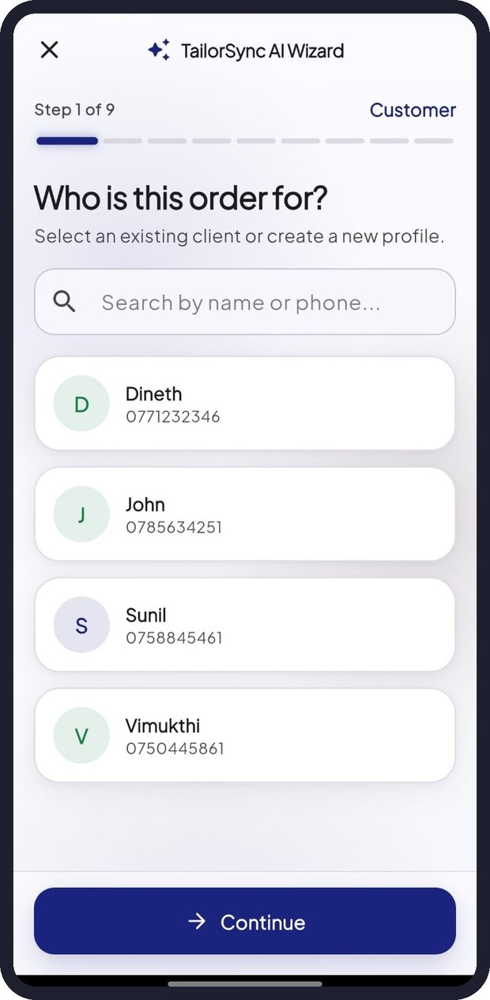 TailorSync AI Wizard
Step 1 of 9
Customer
Who is this order for?
Select an existing client or create a new profile.
Search by name or phone...
D
Dineth
0771232346
J
John
0785634251
S
Sunil
0758845461
V
Vimukthi
0750445861
Continue